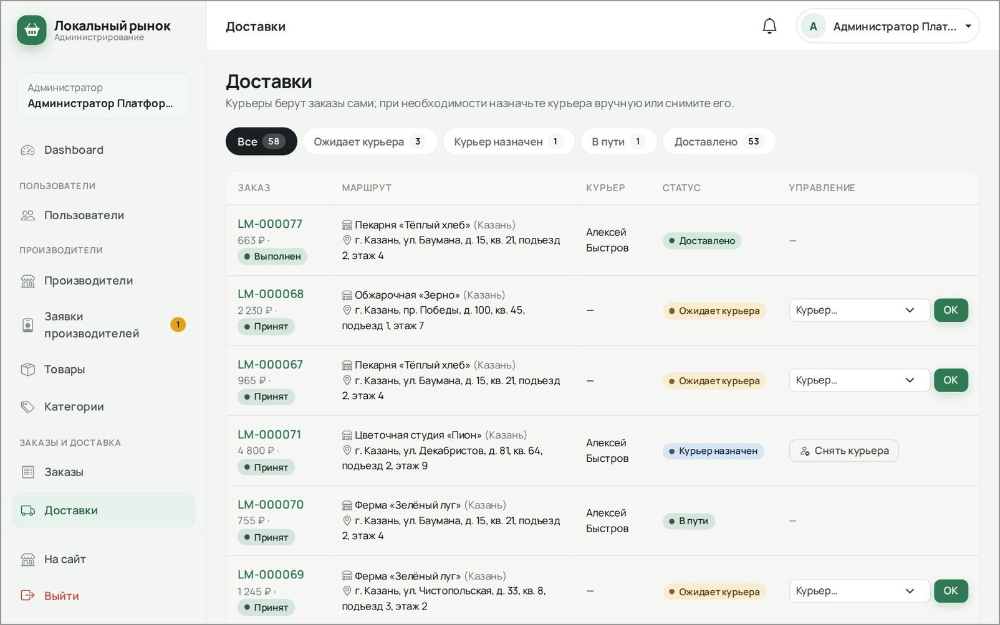 Локальный рынок
Администрирование
Администратор
Администратор Платфор...
Dashboard
ПОЛЬЗОВАТЕЛИ
Пользователи
ПРОИЗВОДИТЕЛИ
Производители
Заявки
производителей
1
Товары
Категории
ЗАКАЗЫ И ДОСТАВКА
Заказы
Доставки
На сайт
Выйти
Доставки
А Администратор Плат...
Доставки
Курьеры берут заказы сами; при необходимости назначьте курьера вручную или снимите его.
Все 58 Ожидает курьера 3 Курьер назначен 1 В пути 1 Доставлено 53
ЗАКАЗ МАРШРУТ КУРЬЕР СТАТУС УПРАВЛЕНИЕ
LM-000077
663 ₽ ·
Выполнен
Пекарня «Тёплый хлеб» (Казань)
г. Казань, ул. Баумана, д. 15, кв. 21, подъезд
2, этаж 4
Алексей
Быстров
Доставлено
—
LM-000068
2 230 ₽ ·
Принят
Обжарочная «Зерно» (Казань)
г. Казань, пр. Победы, д. 100, кв. 45,
подъезд 1, этаж 7
—
Ожидает курьера
Курьер... OK
LM-000067
965 ₽ ·
Принят
Пекарня «Тёплый хлеб» (Казань)
г. Казань, ул. Баумана, д. 15, кв. 21, подъезд
2, этаж 4
—
Ожидает курьера
Курьер... OK
LM-000071
4 800 ₽ ·
Принят
Цветочная студия «Пион» (Казань)
г. Казань, ул. Декабристов, д. 81, кв. 64,
подъезд 2, этаж 9
Алексей
Быстров
Курьер назначен
Снять курьера
LM-000070
755 ₽ ·
Принят
Ферма «Зелёный луг» (Казань)
г. Казань, ул. Баумана, д. 15, кв. 21, подъезд
2, этаж 4
Алексей
Быстров
В пути
—
LM-000069
1 245 ₽ ·
Принят
Ферма «Зелёный луг» (Казань)
г. Казань, ул. Чистопольская, д. 33, кв. 8,
подъезд 3, этаж 2
—
Ожидает курьера
Курьер... OK